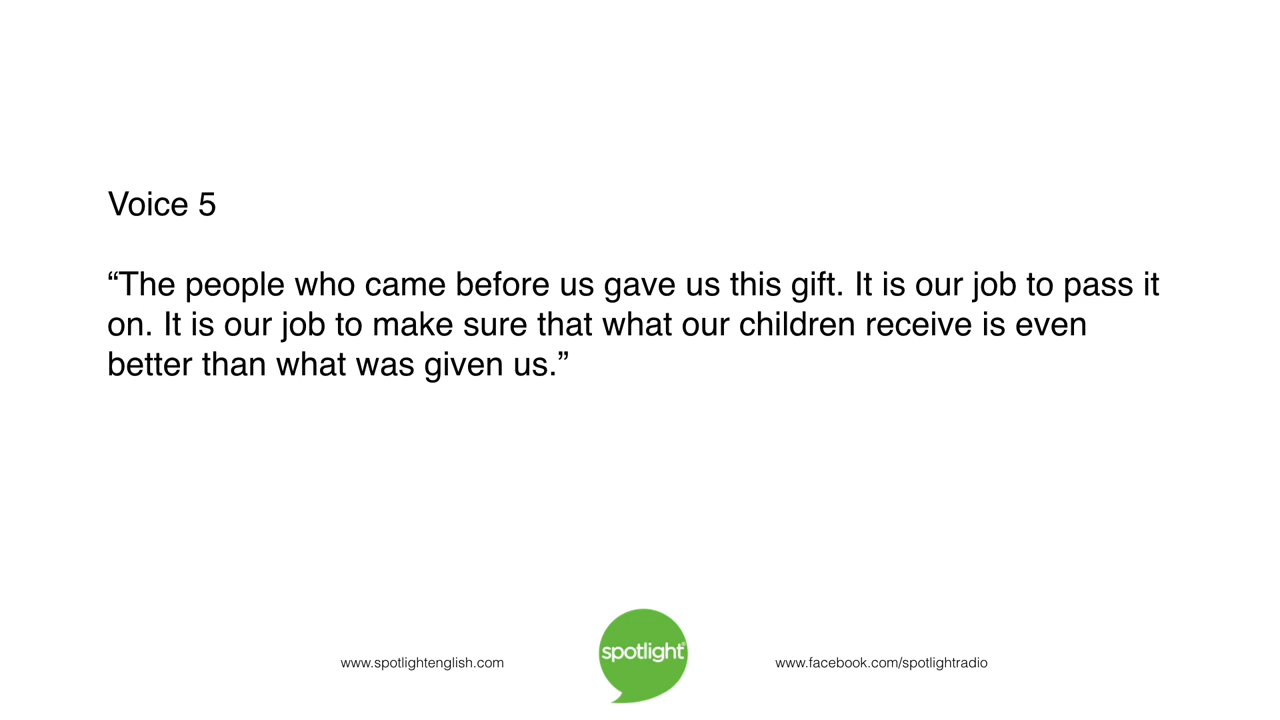 Voice 5
“The people who came before us gave us this gift. It is our job to pass it
on. It is our job to make sure that what our children receive is even
better than what was given us.”
www.spotlightenglish.com
spotlight®
www.facebook.com/spotlightradio